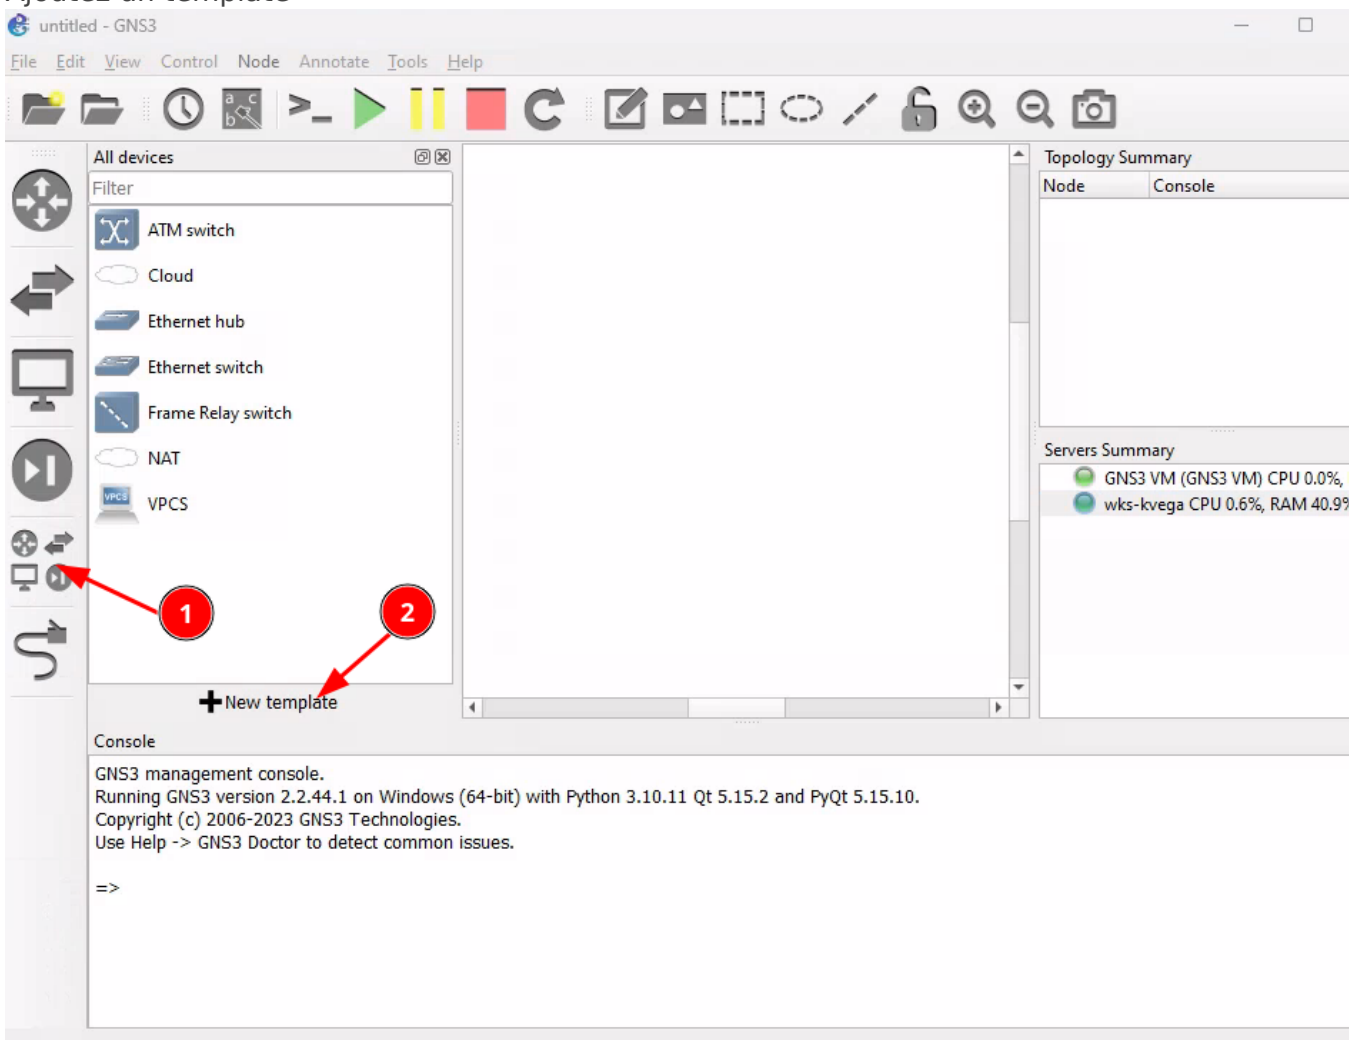 Ajoutez un template
untitled - GNS3
File Edit View Control Node Annotate Tools Help
All devices
Filter
ATM switch
Cloud
Ethernet hub
Ethernet switch
Frame Relay switch
NAT
VPCS
VPCS
1
2
New template
Topology Summary
Node Console
Servers Summary
GNS3 VM (GNS3 VM) CPU 0.0%,
wks-kvega CPU 0.6%, RAM 40.9%
Console
GNS3 management console.
Running GNS3 version 2.2.44.1 on Windows (64-bit) with Python 3.10.11 Qt 5.15.2 and PyQt 5.15.10.
Copyright (c) 2006-2023 GNS3 Technologies.
Use Help -> GNS3 Doctor to detect common issues.
=>